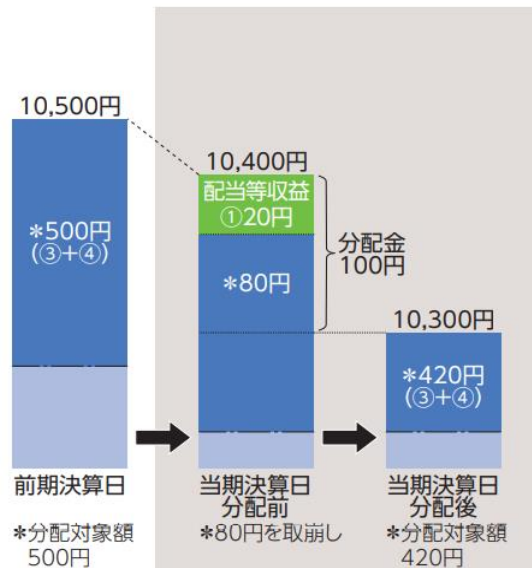 10,500円
*500円
(③+④)
前期決算日
*分配対象額
500円
10,400円
配当等収益
①20円
*80円
分配金
100円
当期決算日
分配前
*80円を取崩し
10,300円
*420円
(③+④)
当期決算日
分配後
*分配対象額
420円